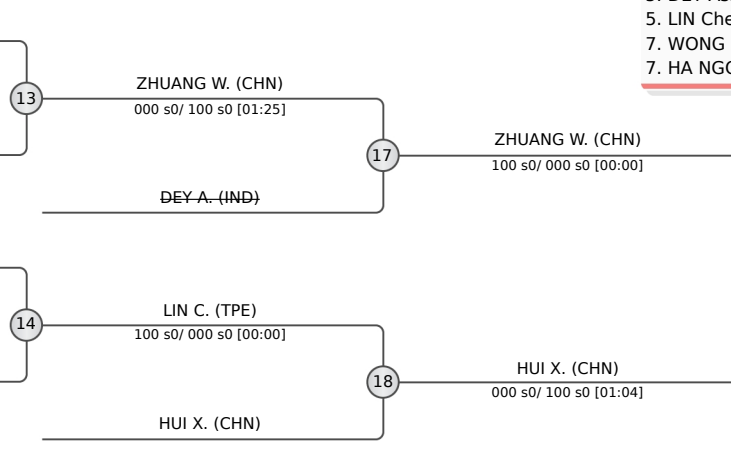 5. LIN Che
7. WONG
7. HA NGO
13
ZHUANG W. (CHN)
000 s0/ 100 s0 [01:25]
17
ZHUANG W. (CHN)
100 s0/ 000 s0 [00:00]
DEY A. (IND)
14
LIN C. (TPE)
100 s0/ 000 s0 [00:00]
18
HUI X. (CHN)
000 s0/ 100 s0 [01:04]
HUI X. (CHN)